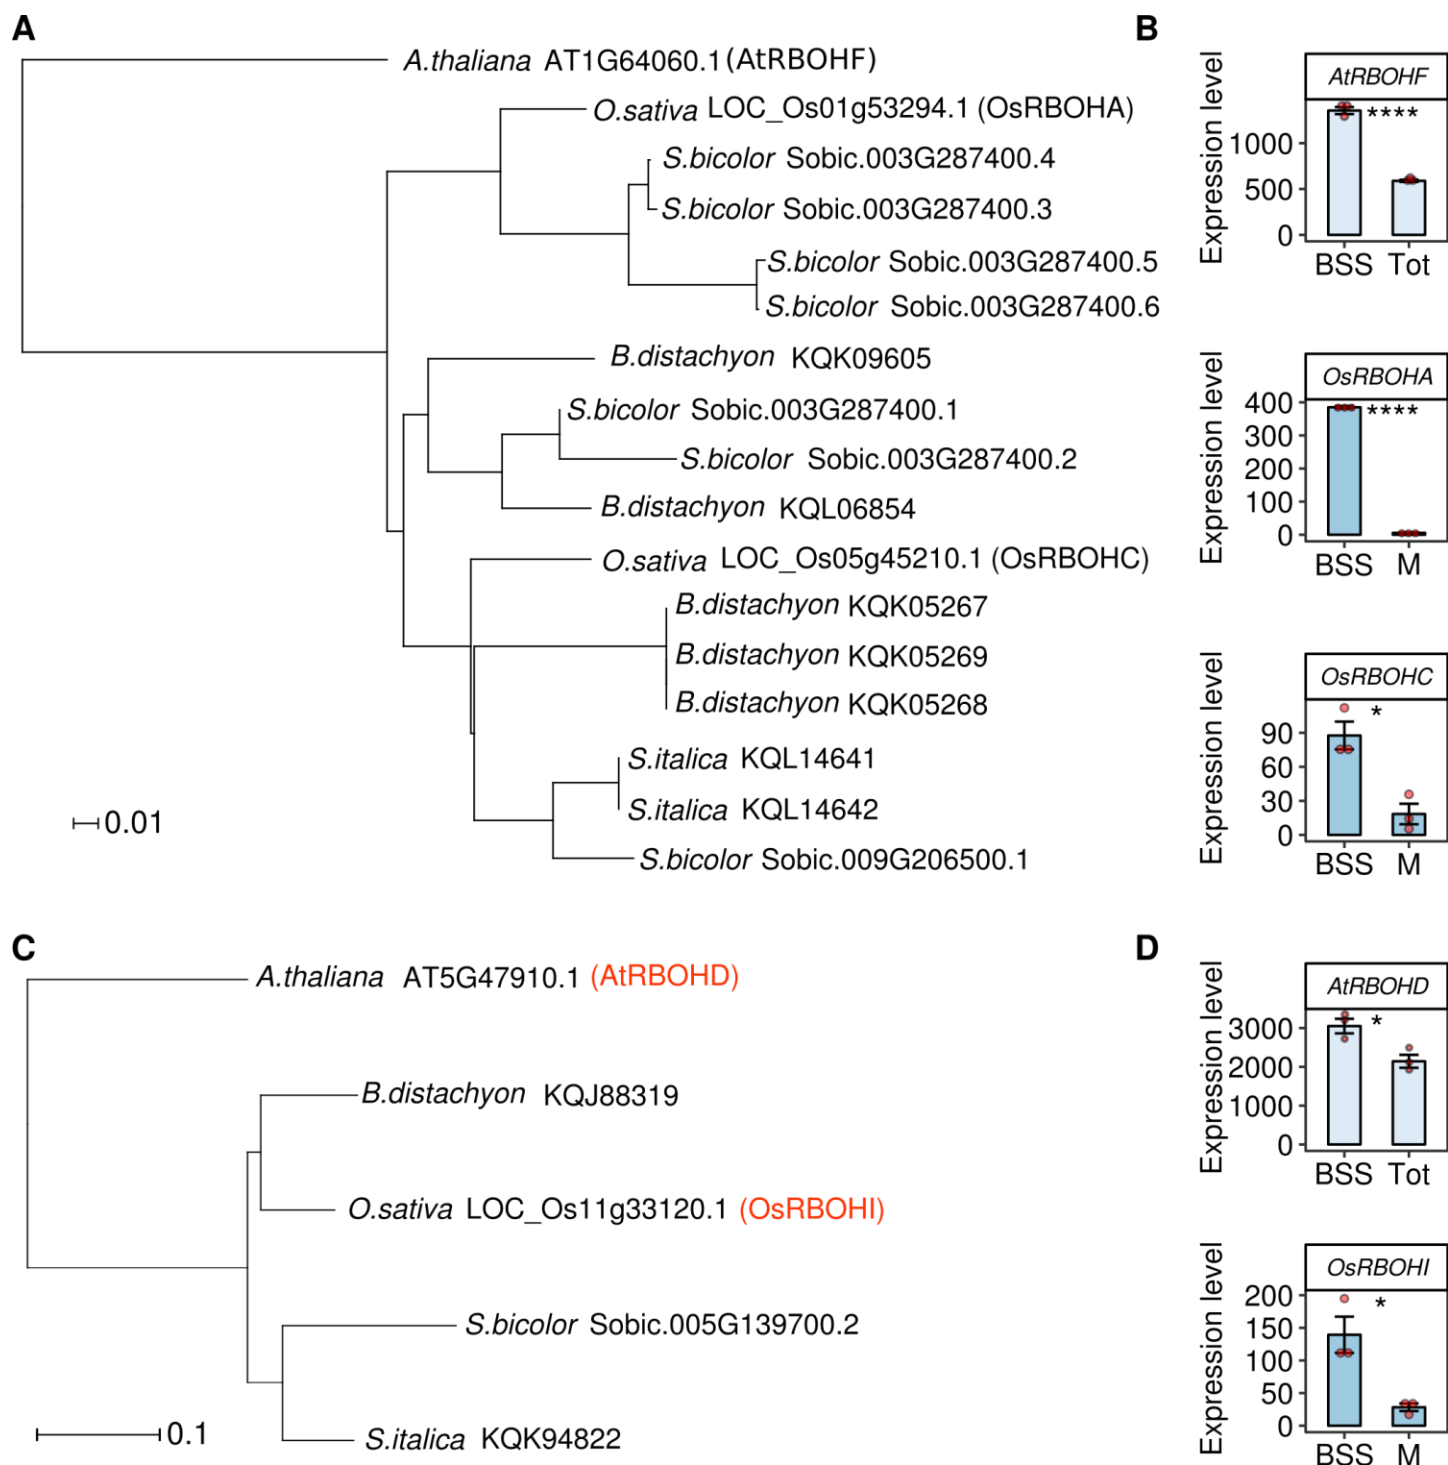 A
A.thaliana AT1G64060.1(AtRBOHF)
O.sativa LOC_Os01g53294.1 (OsRBOHA)
S.bicolor Sobic.003G287400.4
S.bicolor Sobic.003G287400.3
S.bicolor Sobic.003G287400.5
S.bicolor Sobic.003G287400.6
B.distachyon KQK09605
S.bicolor Sobic.003G287400.1
S.bicolor Sobic.003G287400.2
B.distachyon KQL06854
O.sativa LOC_Os05g45210.1 (OsRBOHC)
B.distachyon KQK05267
B.distachyon KQK05269
B.distachyon KQK05268
S.italica KQL14641
S.italica KQL14642
S.bicolor Sobic.009G206500.1
0.01
B
AtRBOHF
Expression level
1000
500
0
****
BSS Tot
OsRBOHA
Expression level
400
300
200
100
0
****
BSS M
OsRBOHC
Expression level
90
60
30
0
*
BSS M
C
A.thaliana AT5G47910.1 (AtRBOHD)
B.distachyon KQJ88319
O.sativa LOC_Os11g33120.1 (OsRBOHI)
S.bicolor Sobic.005G139700.2
S.italica KQK94822
0.1
D
AtRBOHD
Expression level
3000
2000
1000
0
*
BSS Tot
OsRBOHI
Expression level
200
150
100
50
0
*
BSS M